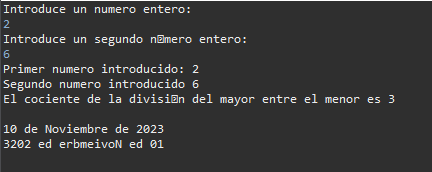 Introduce un numero entero:
2
Introduce un segundo n�mero entero:
6
Primer numero introducido: 2
Segundo numero introducido 6
El cociente de la divisi�n del mayor entre el menor es 3
10 de Noviembre de 2023
3202 ed erbmeivoN ed 01